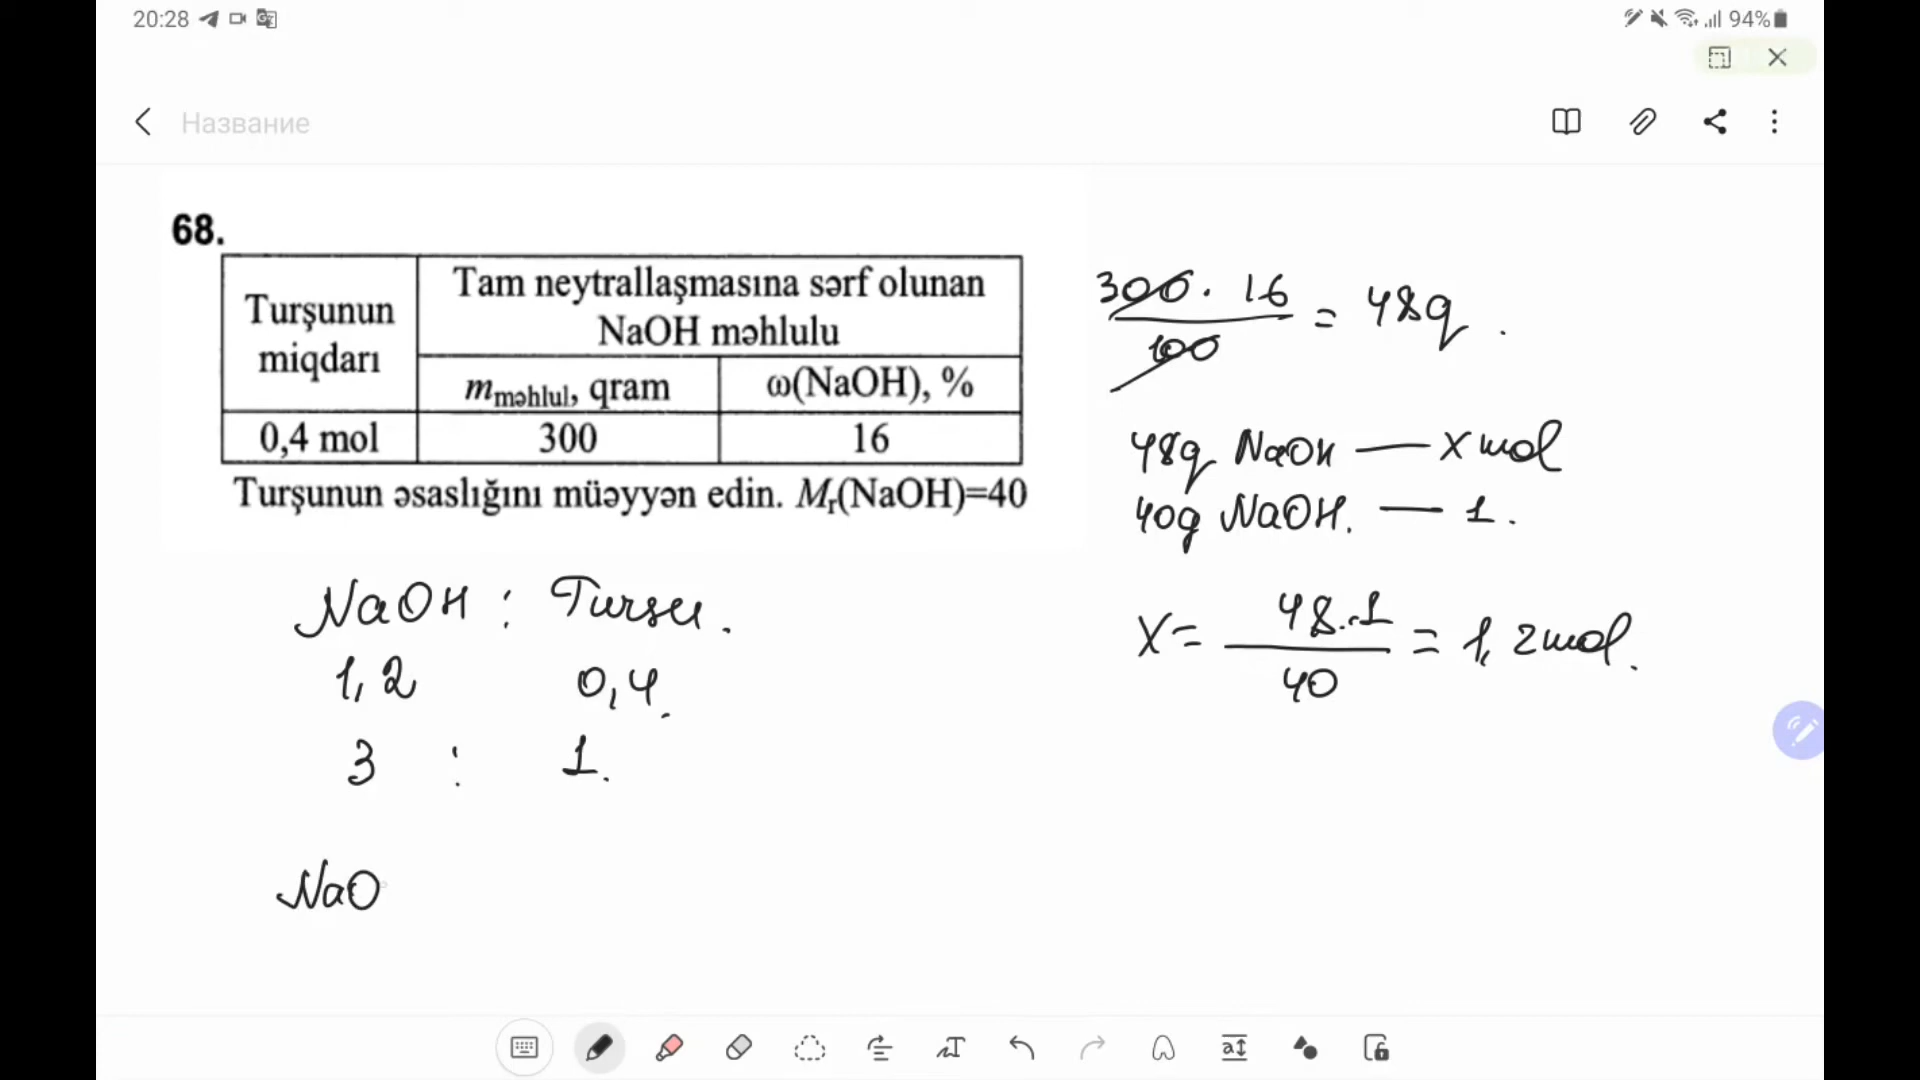 20:28
94%
Название
68.
Turşunun miqdarı
Tam neytrallaşmasına sərf olunan NaOH məhlulu
m məhlul, qram
ω(NaOH), %
0,4 mol
300
16
Turşunun əsaslığını müəyyən edin. Mr(NaOH)=40
NaOH : Turşu.
1,2 0,4.
3 : 1.
NaO
300 · 16
100
= 48q.
48q NaOH — X mol
40q NaOH. — 1.
X = 48 · 1
40
= 1,2 mol.